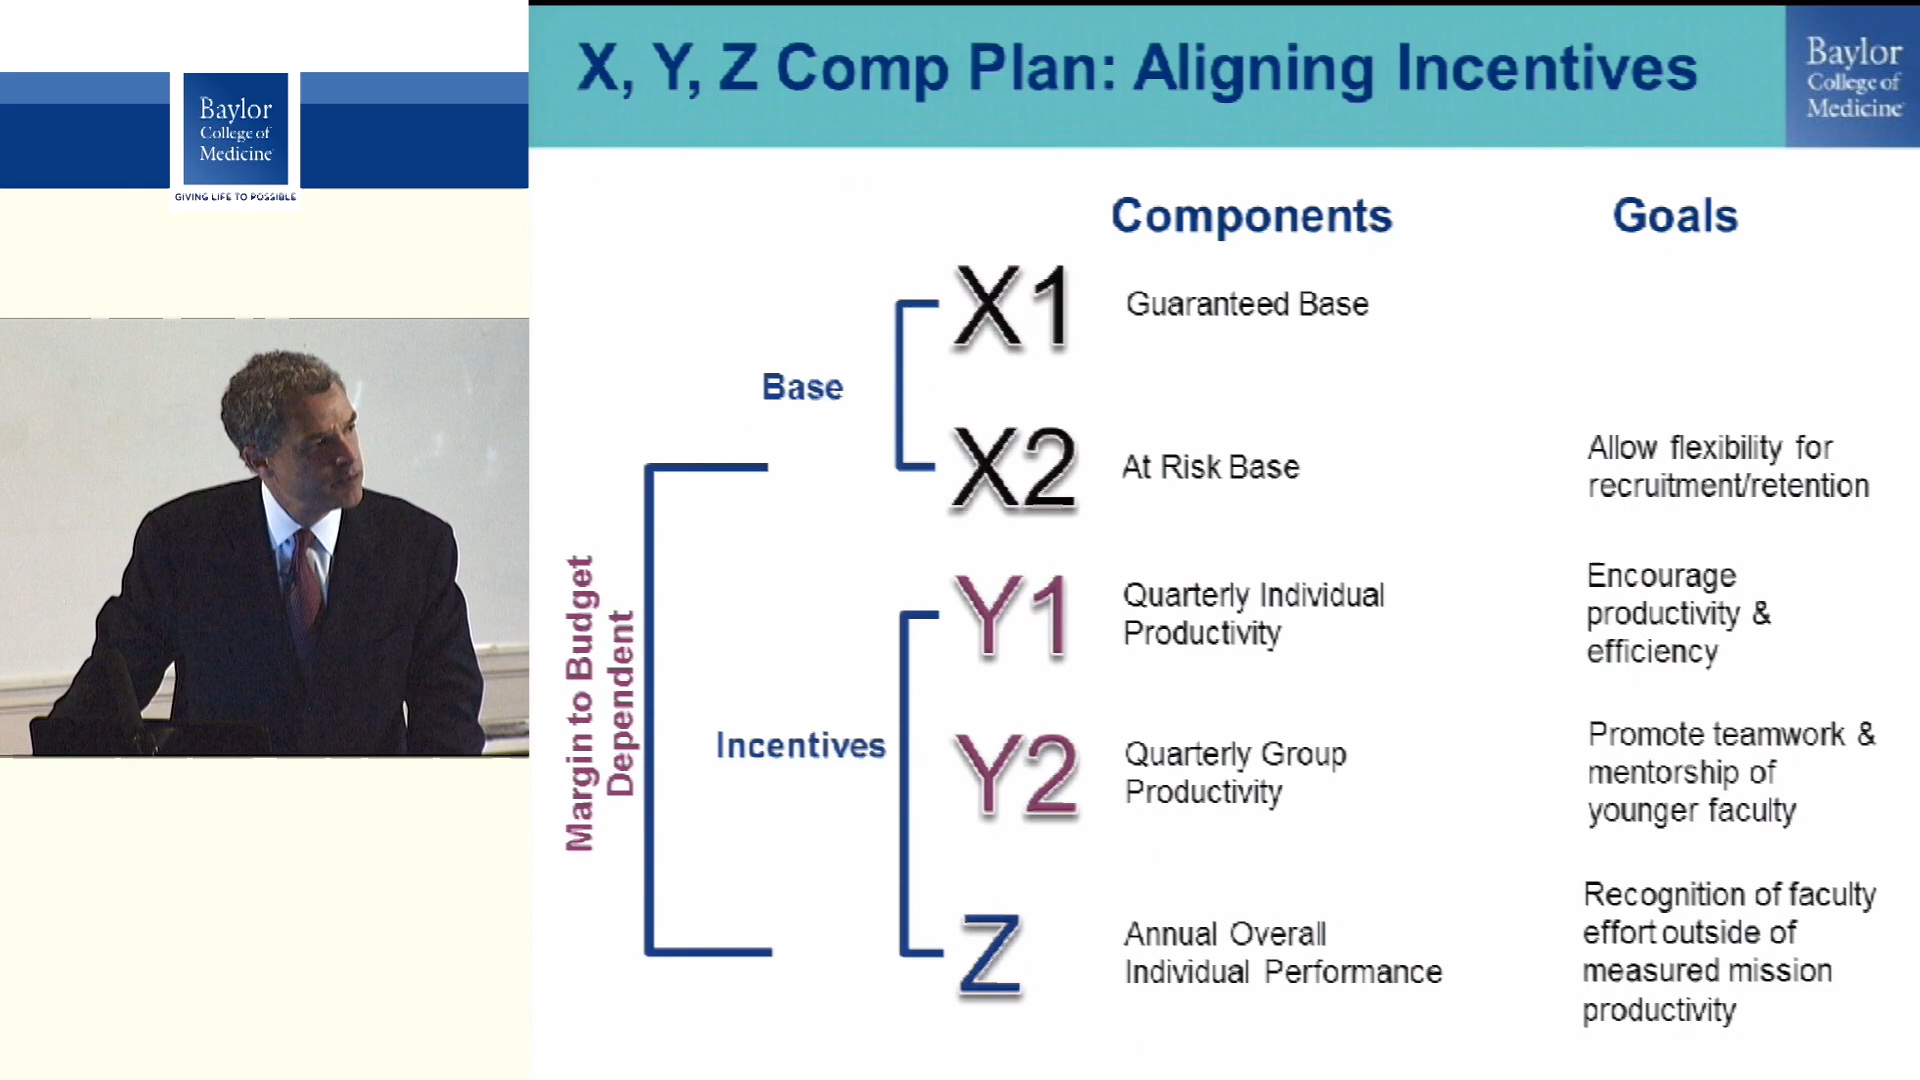 Baylor
College of
Medicine
GIVING LIFE TO POSSIBLE
X, Y, Z Comp Plan: Aligning Incentives
Baylor
College of
Medicine
Components
Goals
Base
X1
Guaranteed Base
X2
At Risk Base
Allow flexibility for
recruitment/retention
Margin to Budget
Dependent
Incentives
Y1
Quarterly Individual
Productivity
Encourage
productivity &
efficiency
Y2
Quarterly Group
Productivity
Promote teamwork &
mentorship of
younger faculty
Z
Annual Overall
Individual Performance
Recognition of faculty
effort outside of
measured mission
productivity